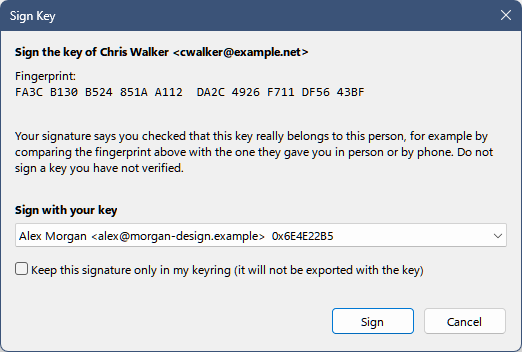 Sign Key
Sign the key of Chris Walker <cwalker@example.net>
Fingerprint:
FA3C B130 B524 851A A112  DA2C 4926 F711 DF56 43BF
Your signature says you checked that this key really belongs to this person, for example by
comparing the fingerprint above with the one they gave you in person or by phone. Do not
sign a key you have not verified.
Sign with your key
Alex Morgan <alex@morgan-design.example>  0x6E4E22B5
Keep this signature only in my keyring (it will not be exported with the key)
Sign
Cancel